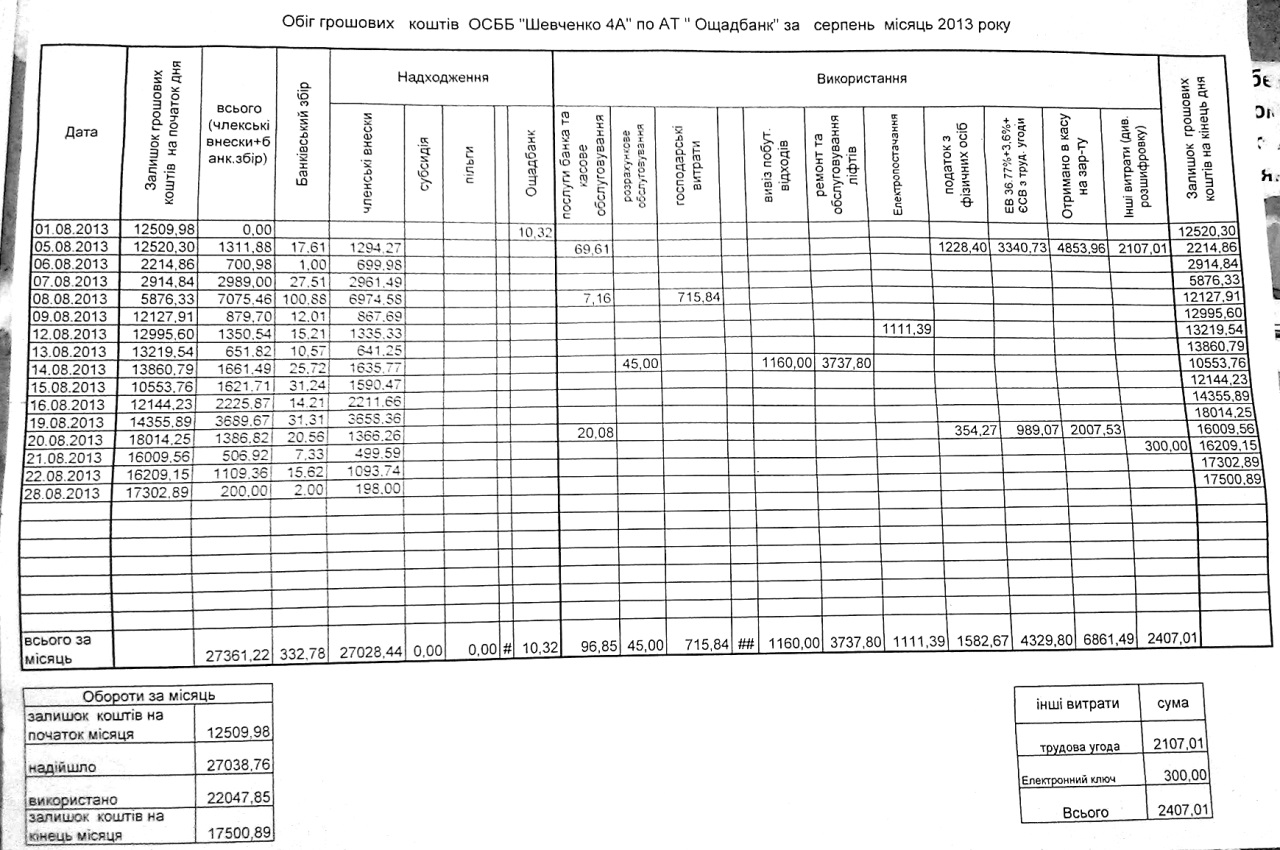 Обіг грошових коштів ОСББ "Шевченко 4А" по АТ " Ощадбанк" за серпень місяць 2013 року
Дата
Залишок грошових коштів на початок дня
всього (члекські внески+банк.збір)
Банківський збір
Надходження
членські внески
субсидія
пільги
Ощадбанк
Використання
послуги банка та касове обслуговування
розрахункове обслуговування
господарські витрати
вивіз побут. відходів
ремонт та обслуговування ліфтів
Електропостачання
податок з фізичних осіб
ЕВ 36.77%+3,6%+ ЄСВ з труд. угоди
Отримано в касу на зар-ту
Інші витрати (див. розшифровку)
Залишок грошових коштів на кінець дня
01.08.2013 12509,98 0,00 10,32 12520,30
05.08.2013 12520,30 1311,88 17,61 1294,27 69,61 1228,40 3340,73 4853,96 2107,01 2214,86
06.08.2013 2214,86 700,98 1,00 699,98 2914,84
07.08.2013 2914,84 2989,00 27,51 2961,49 5876,33
08.08.2013 5876,33 7075,46 100,88 6974,58 7,16 715,84 12127,91
09.08.2013 12127,91 879,70 12,01 867,69 12995,60
12.08.2013 12995,60 1350,54 15,21 1335,33 1111,39 13219,54
13.08.2013 13219,54 651,82 10,57 641,25 13860,79
14.08.2013 13860,79 1661,49 25,72 1635,77 45,00 1160,00 3737,80 10553,76
15.08.2013 10553,76 1621,71 31,24 1590,47 12144,23
16.08.2013 12144,23 2225,87 14,21 2211,66 14355,89
19.08.2013 14355,89 3689,67 31,31 3658,36 18014,25
20.08.2013 18014,25 1386,82 20,56 1366,26 20,08 354,27 989,07 2007,53 16009,56
21.08.2013 16009,56 506,92 7,33 499,59 300,00 16209,15
22.08.2013 16209,15 1109,36 15,62 1093,74 17302,89
28.08.2013 17302,89 200,00 2,00 198,00 17500,89
всього за місяць 27361,22 332,78 27028,44 0,00 0,00 # 10,32 96,85 45,00 715,84 ## 1160,00 3737,80 1111,39 1582,67 4329,80 6861,49 2407,01
Обороти за місяць
залишок коштів на початок місяця 12509,98
надійшло 27038,76
використано 22047,85
залишок коштів на кінець місяця 17500,89
інші витрати сума
трудова угода 2107,01
Електронний ключ 300,00
Всього 2407,01